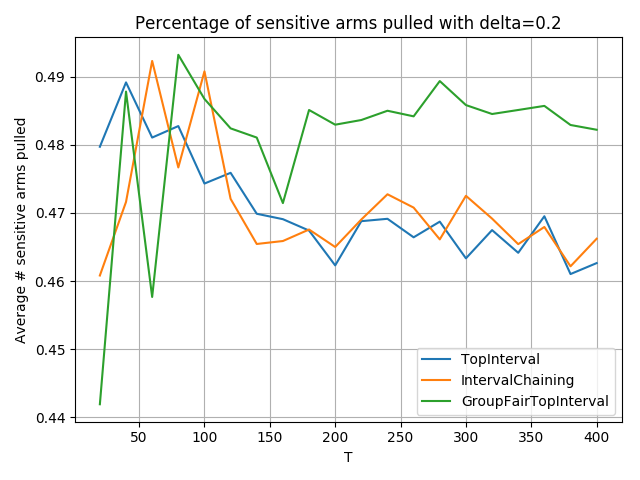 Percentage of sensitive arms pulled with delta=0.2
Average # sensitive arms pulled
0.49
0.48
0.47
0.46
0.45
0.44
50
100
150
200
250
300
350
400
T
TopInterval
IntervalChaining
GroupFairTopInterval